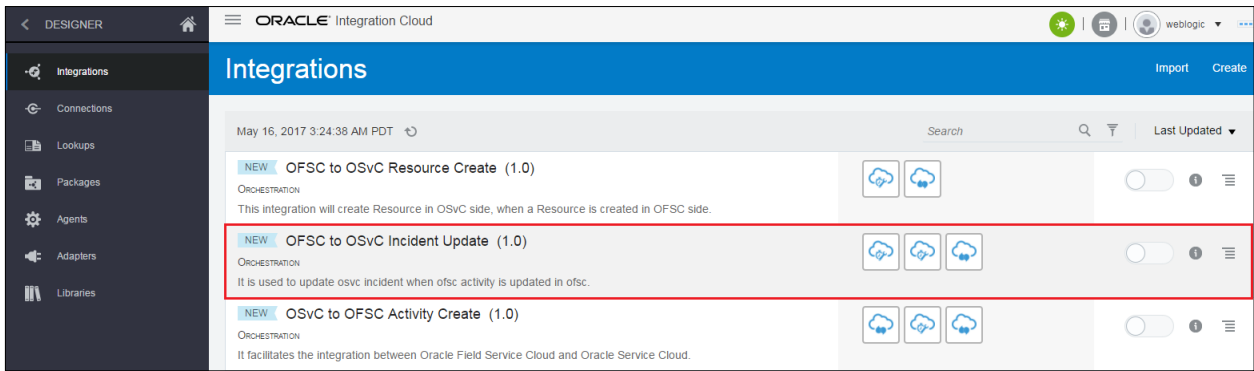 DESIGNER
ORACLE Integration Cloud
weblogic
Integrations
Connections
Lookups
Packages
Agents
Adapters
Libraries
Integrations
Import Create
May 16, 2017 3:24:38 AM PDT
Search
Last Updated
NEW OFSC to OSvC Resource Create (1.0)
ORCHESTRATION
This integration will create Resource in OSvC side, when a Resource is created in OFSC side.
NEW OFSC to OSvC Incident Update (1.0)
ORCHESTRATION
It is used to update osvc incident when ofsc activity is updated in ofsc.
NEW OSvC to OFSC Activity Create (1.0)
ORCHESTRATION
It facilitates the integration between Oracle Field Service Cloud and Oracle Service Cloud.